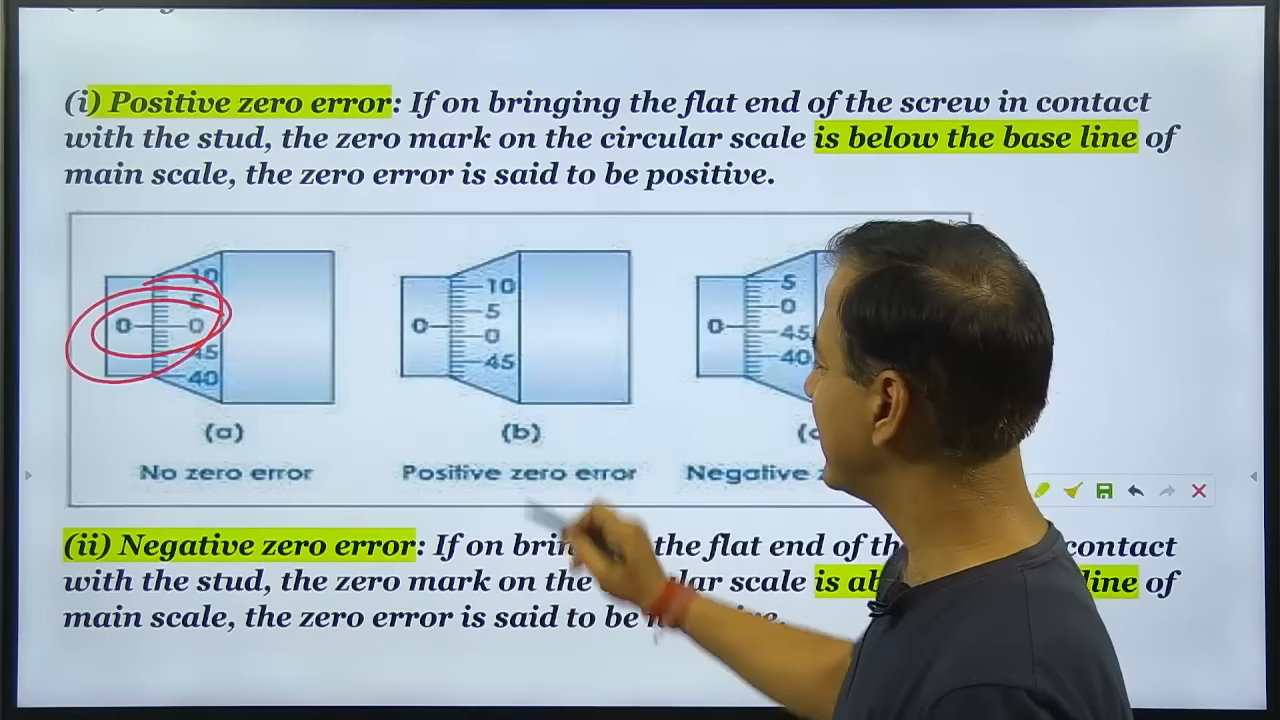 (i) Positive zero error: If on bringing the flat end of the screw in contact
with the stud, the zero mark on the circular scale is below the base line of
main scale, the zero error is said to be positive.
0 10 5 0 45 40
0 10 5 0 45
0 5 0 45 40
(a) (b)
No zero error Positive zero error Negative
(ii) Negative zero error: If on the flat end of contact
with the stud, the zero mark on the scale is line of
main scale, the zero error is said to be